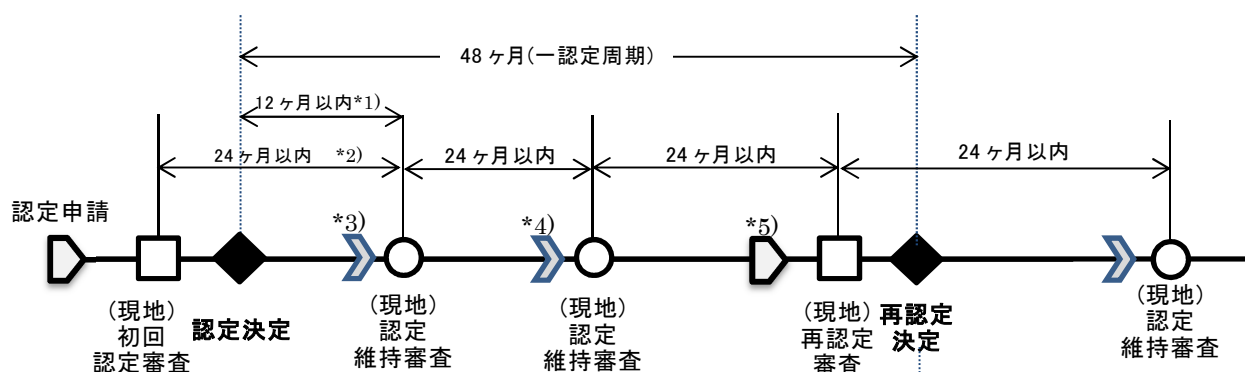 48ヶ月(一認定周期)
12ヶ月以内*1)
24ヶ月以内 *2)
24ヶ月以内
24ヶ月以内
24ヶ月以内
認定申請
*3)
*4)
*5)
(現地)
初回
認定審査
認定決定
(現地)
認定
維持審査
(現地)
認定
維持審査
(現地)
再認定
審査
再認定
決定
(現地)
認定
維持審査